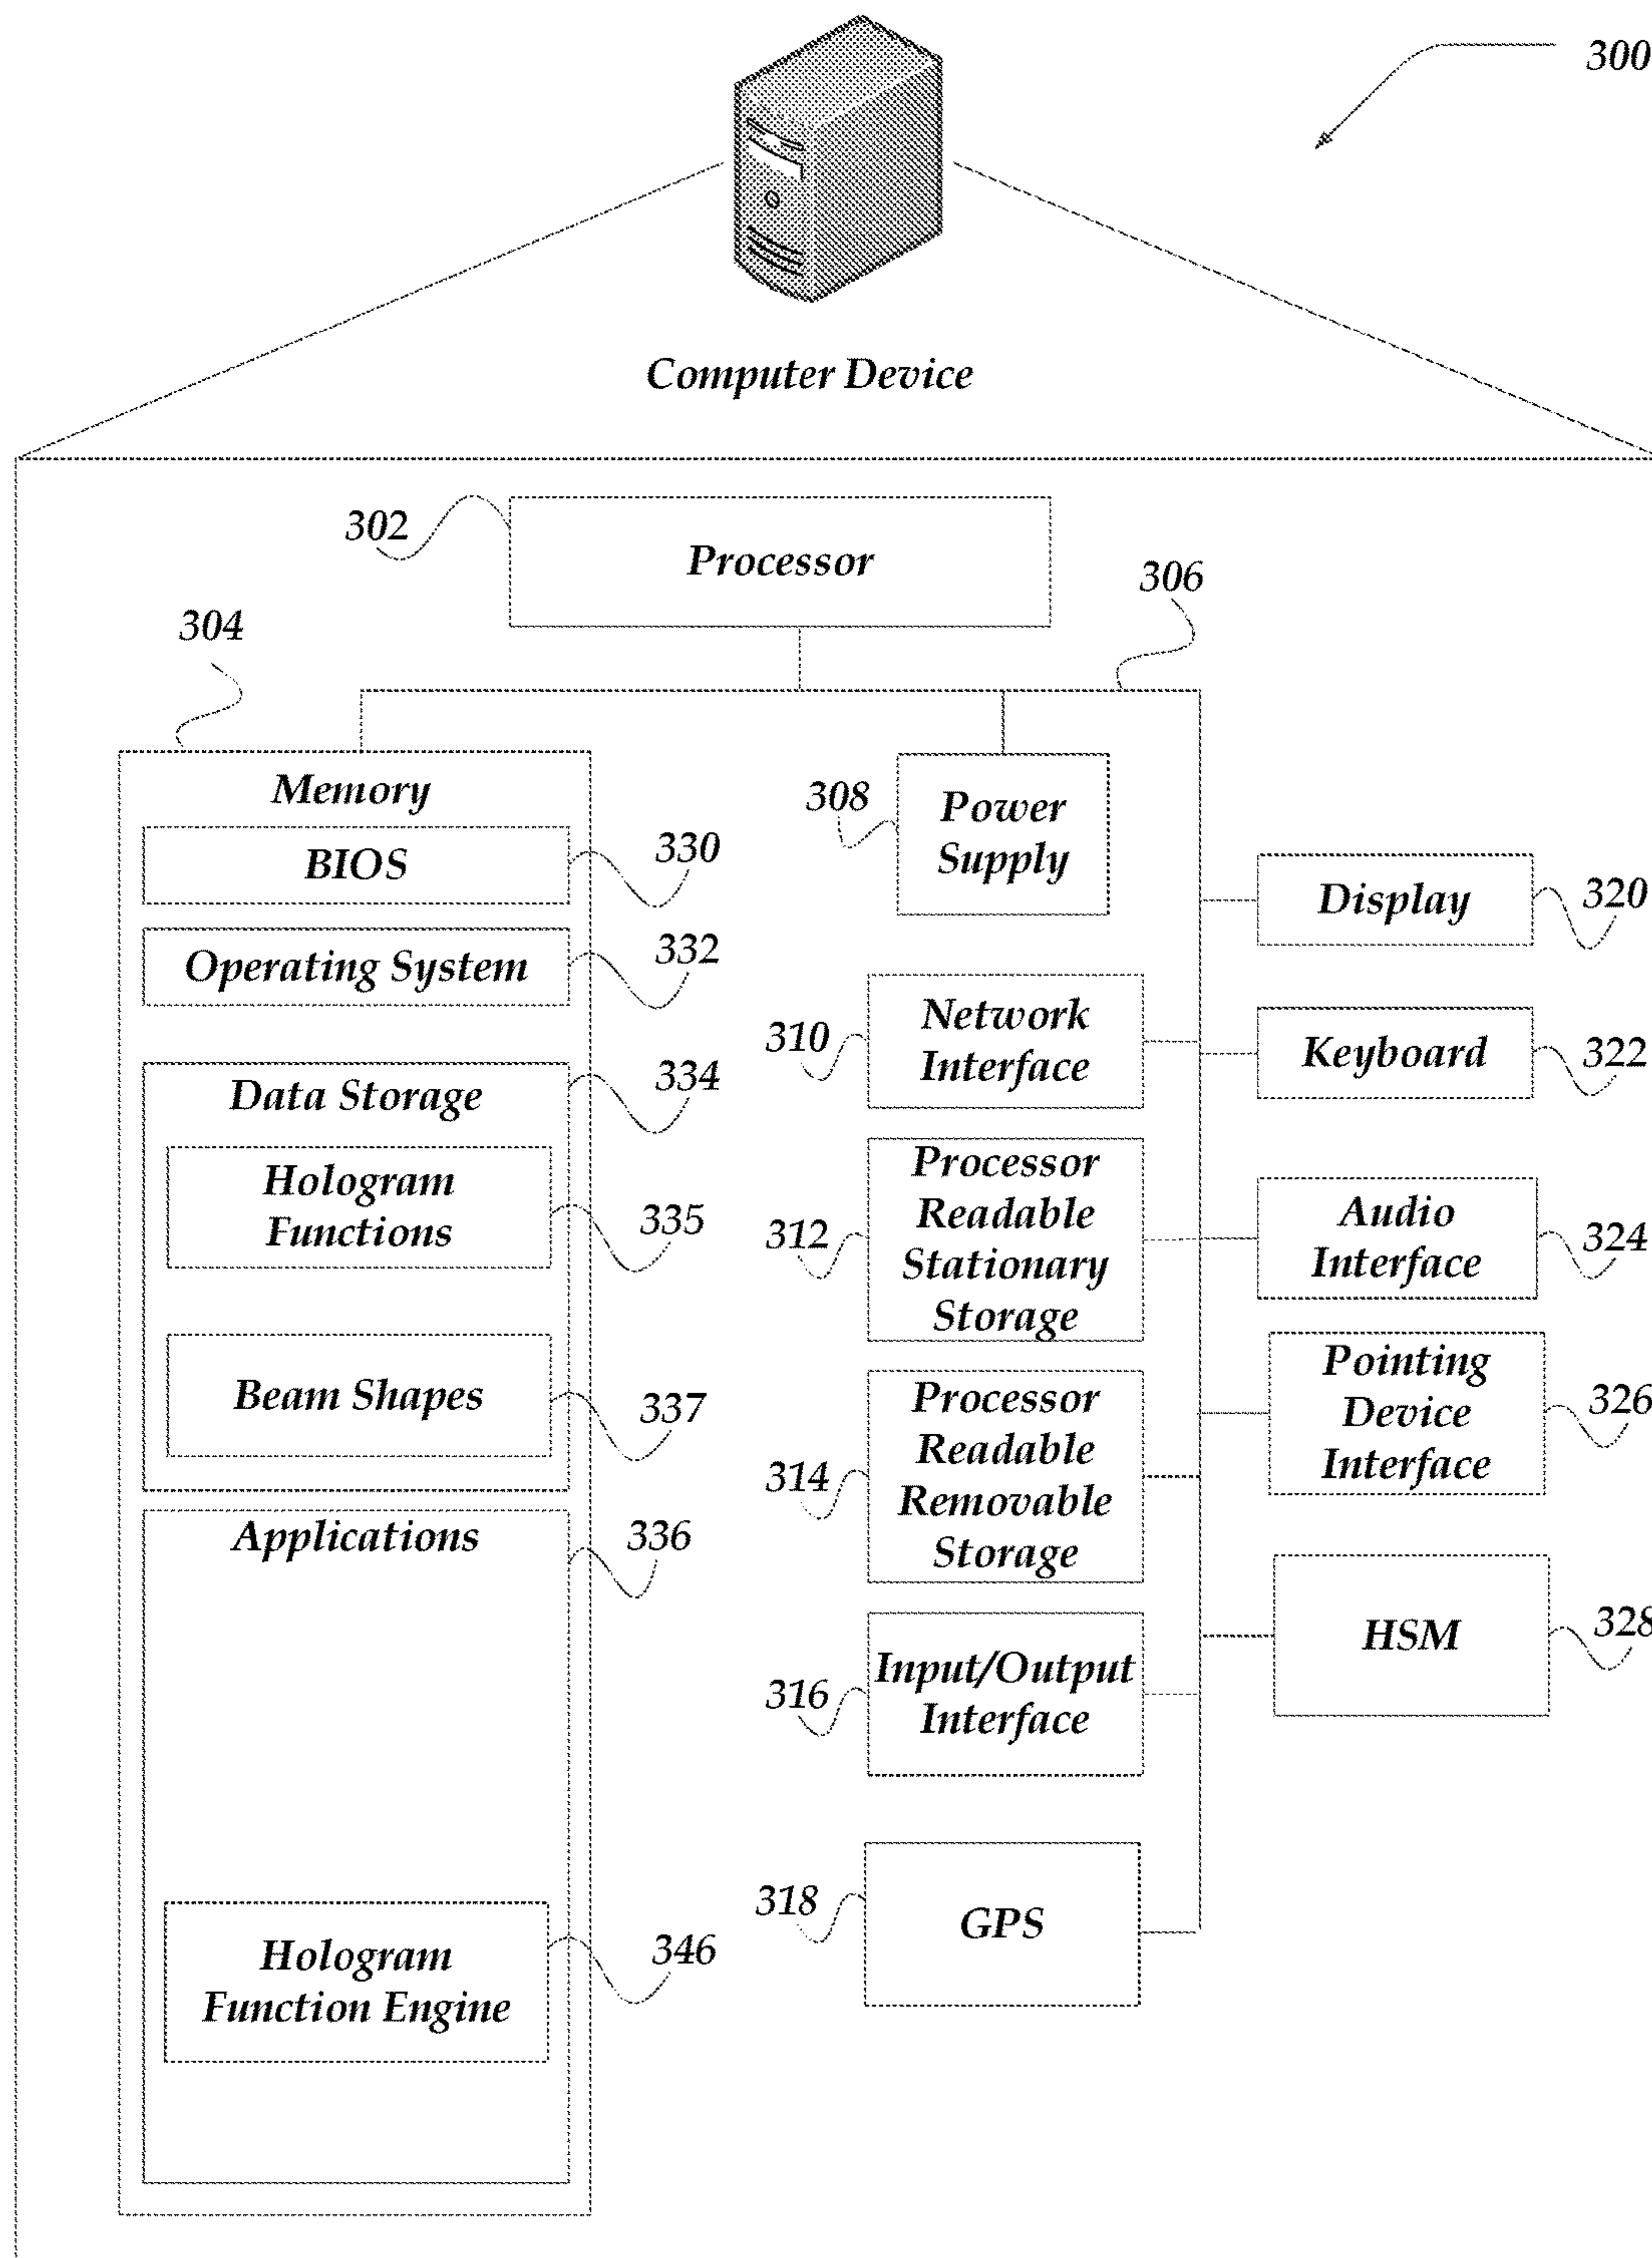 300
Computer Device
302
Processor
306
304
Memory
BIOS
330
Operating System
332
Data Storage
334
Hologram
Functions
335
Beam Shapes
337
Applications
336
Hologram
Function Engine
346
308
Power
Supply
310
Network
Interface
312
Processor
Readable
Stationary
Storage
314
Processor
Readable
Removable
Storage
316
Input/Output
Interface
318
GPS
Display
320
Keyboard
322
Audio
Interface
324
Pointing
Device
Interface
326
HSM
328